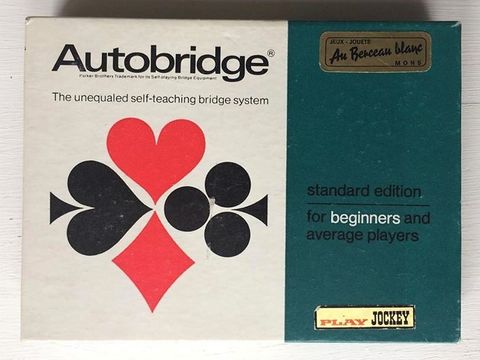 Autobridge®
Parker Brothers Trademark for its Self-Playing Bridge Equipment
The unequaled self-teaching bridge system
JEUX - JOUETS
Au Berceau blanc
MONS
standard edition
for beginners and
average players
PLAY JOCKEY